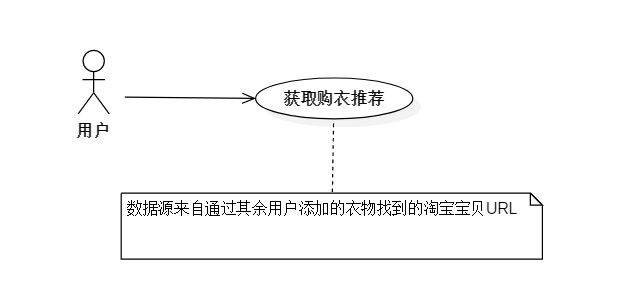 获取购衣推荐
用户
数据源来自通过其余用户添加的衣物找到的淘宝宝贝URL